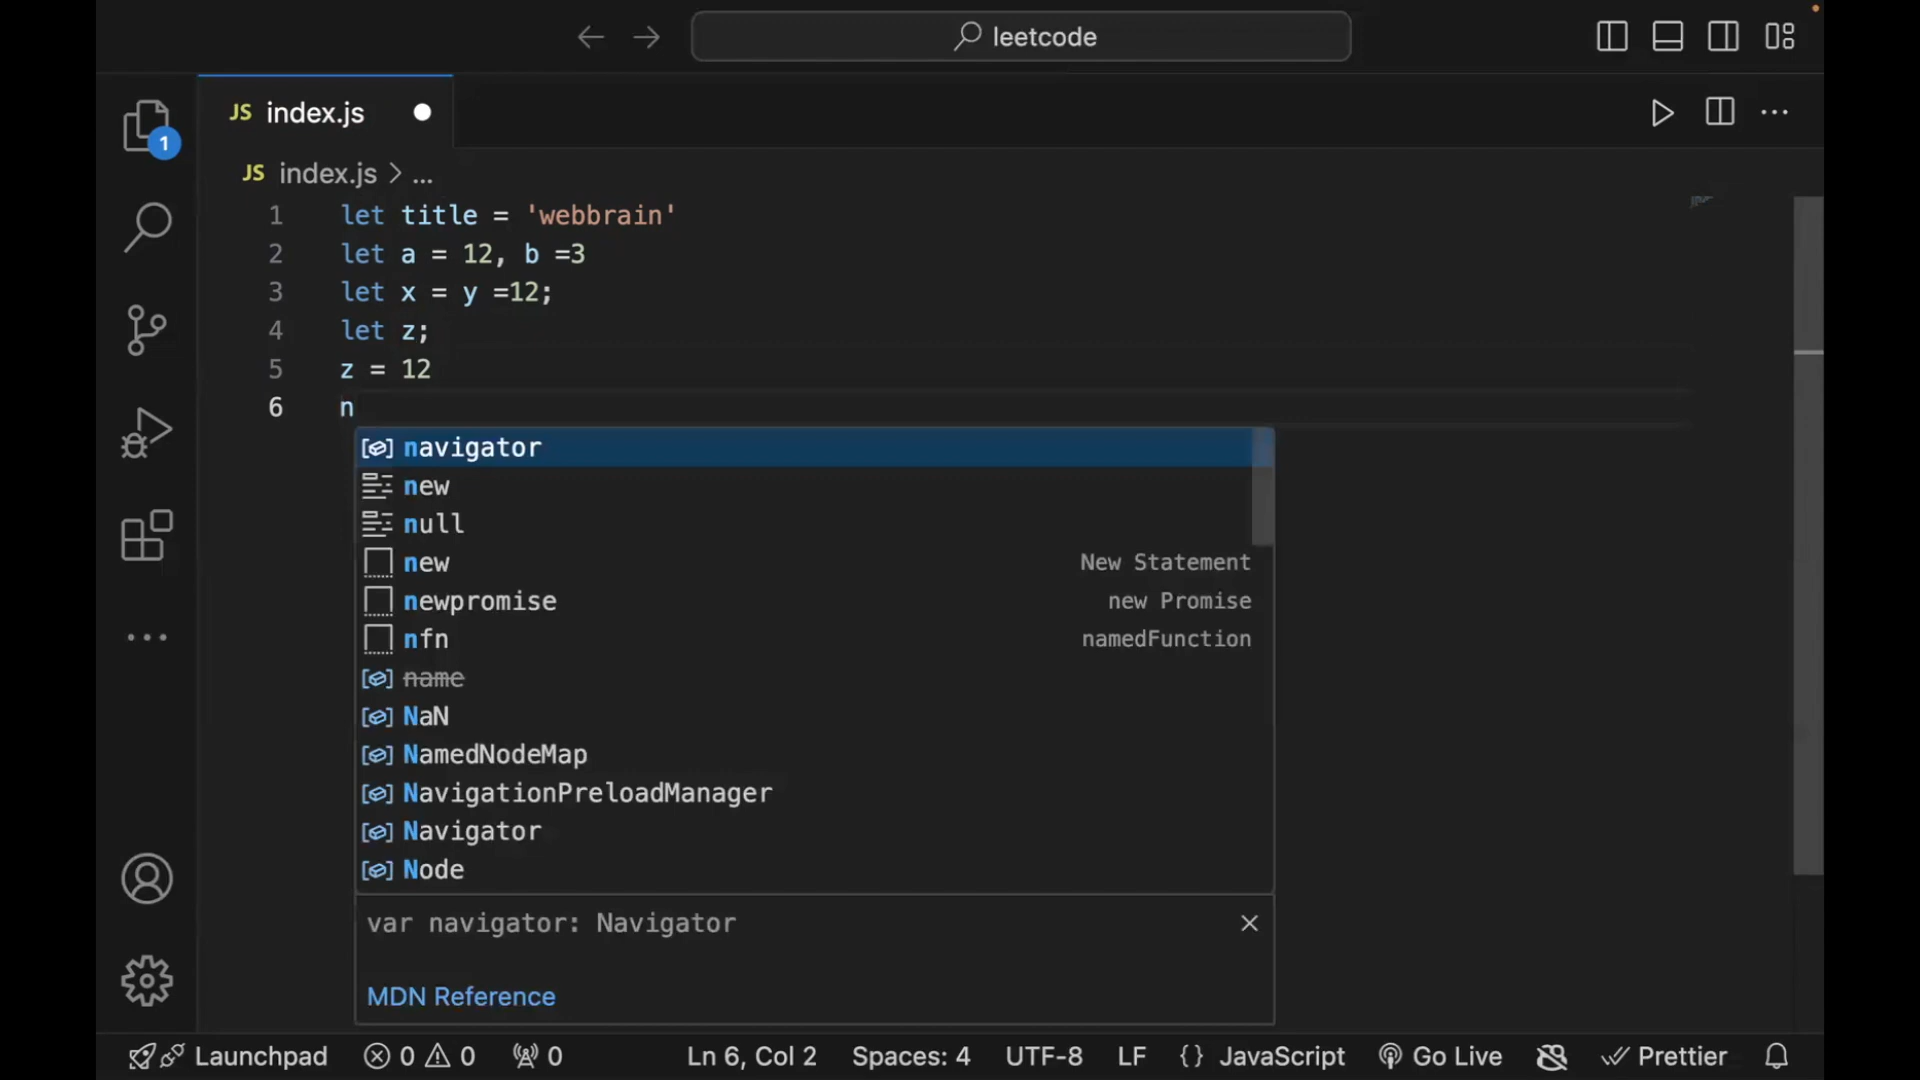 leetcode
JS index.js
JS index.js > ...
1
1 let title = 'webbrain'
2 let a = 12, b =3
3 let x = y =12;
4 let z;
5 z = 12
6 n
navigator
new
null
new New Statement
newpromise new Promise
nfn namedFunction
name
NaN
NamedNodeMap
NavigationPreloadManager
Navigator
Node
var navigator: Navigator
MDN Reference
Launchpad 0 0 0 Ln 6, Col 2 Spaces: 4 UTF-8 LF {} JavaScript Go Live Prettier